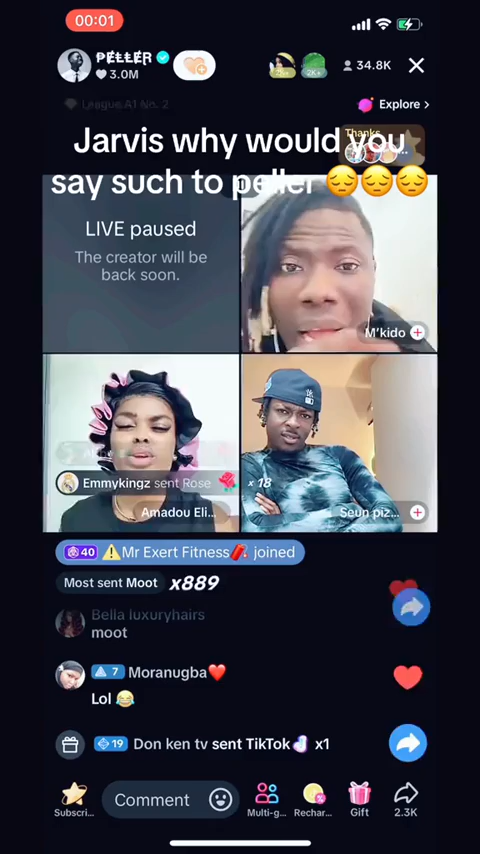 00:01
PELLER
3.0M
34.8K
League A1 No. 2
Explore >
Thanks
Jarvis why would you
say such to peller 😔😔😔
LIVE paused
The creator will be
back soon.
M'kido
Emmykingz sent Rose
x 18
Amadou Eli...
Seun piz...
40 ⚠️Mr Exert Fitness🧨 joined
Most sent Moot x889
Bella luxuryhairs
moot
7 Moranugba❤️
Lol 😂
19 Don ken tv sent TikTok x1
Comment
Subscri...
Multi-g...
Rechar...
Gift
2.3K